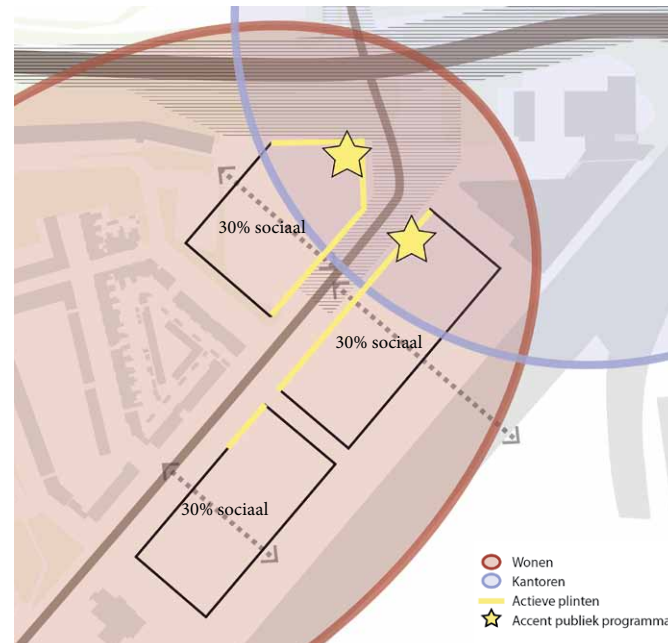 30% sociaal
30% sociaal
30% sociaal
Wonen
Kantoren
Actieve plinten
Accent publiek programma